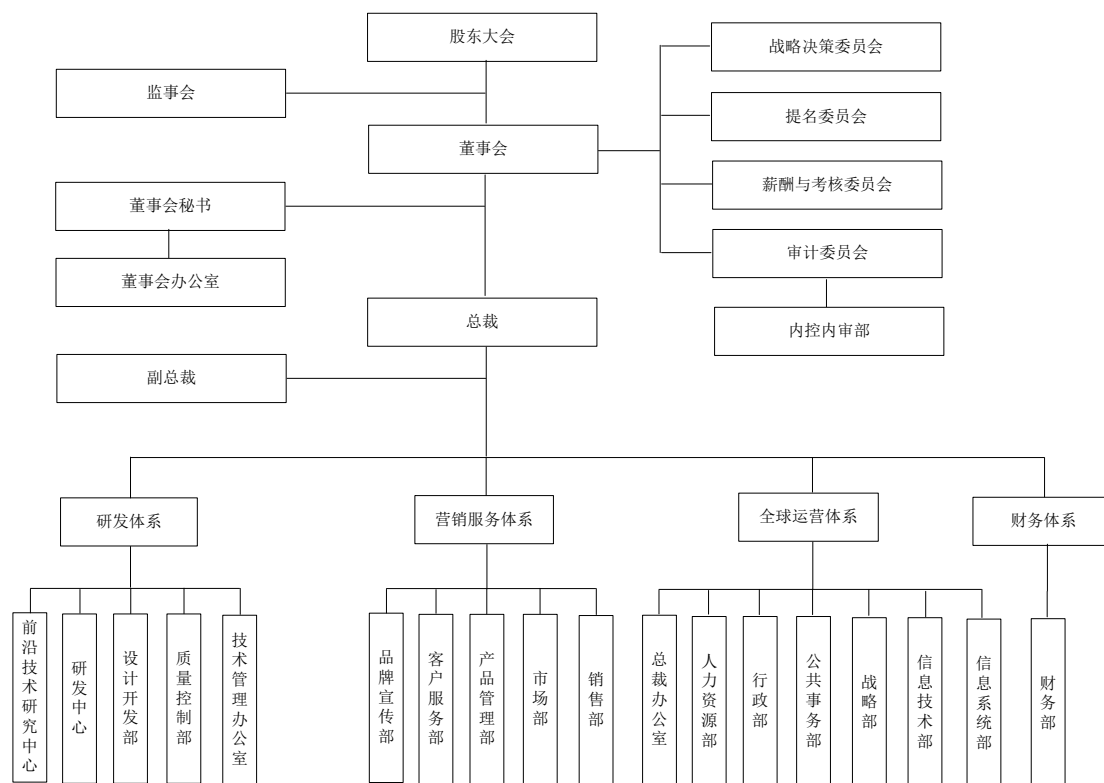 股东大会
战略决策委员会
监事会
提名委员会
董事会
薪酬与考核委员会
董事会秘书
审计委员会
董事会办公室
总裁
内控内审部
副总裁
研发体系
营销服务体系
全球运营体系
财务体系
前沿技术研究中心
研发中心
设计开发部
质量控制部
技术管理办公室
品牌宣传部
客户服务部
产品管理部
市场部
销售部
总裁办公室
人力资源部
行政部
公共事务部
战略部
信息技术部
信息系统部
财务部